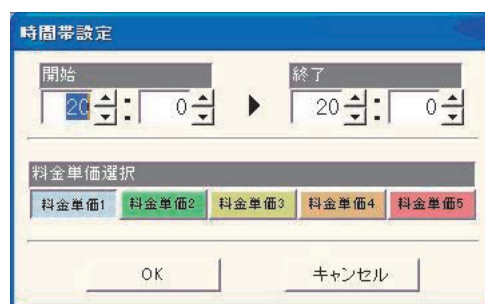 時間帯設定
開始 終了
20 : 0 ▶ 20 : 0
料金単価選択
料金単価1 料金単価2 料金単価3 料金単価4 料金単価5
OK キャンセル